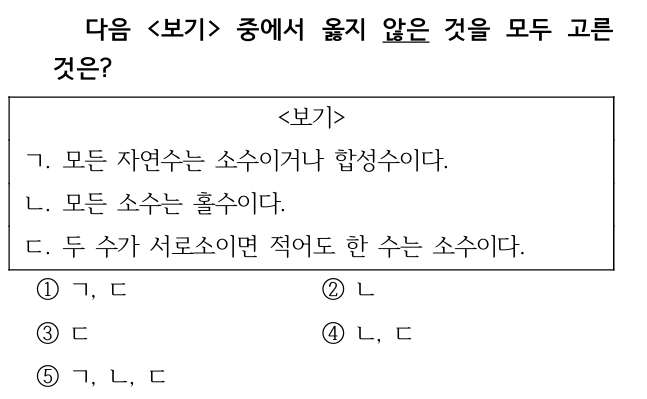 다음 <보기> 중에서 옳지 않은 것을 모두 고른
것은?
<보기>
ㄱ. 모든 자연수는 소수이거나 합성수이다.
ㄴ. 모든 소수는 홀수이다.
ㄷ. 두 수가 서로소이면 적어도 한 수는 소수이다.
① ㄱ, ㄷ ② ㄴ
③ ㄷ ④ ㄴ, ㄷ
⑤ ㄱ, ㄴ, ㄷ